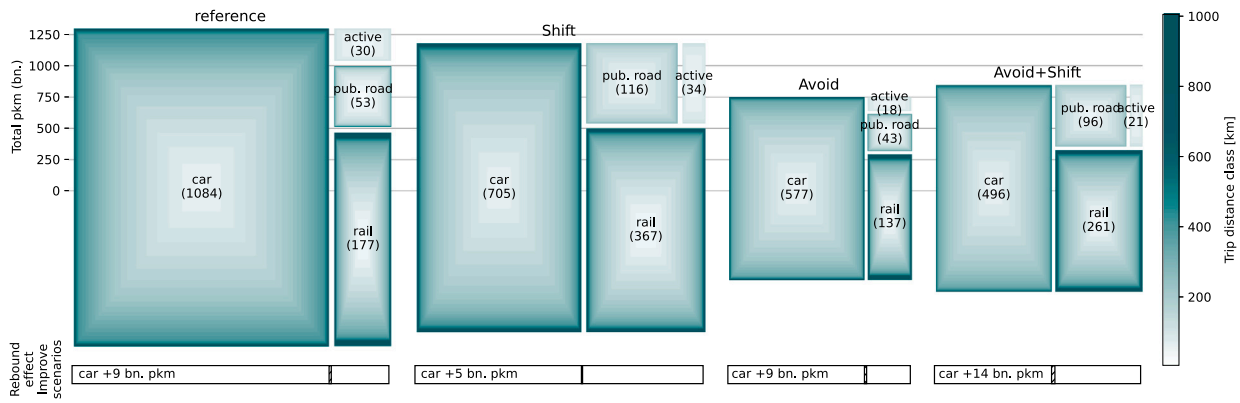 reference
Shift
Avoid
Avoid+Shift
Total pkm (bn.)
1250
1000
750
500
250
0
car
(1084)
active
(30)
pub. road
(53)
rail
(177)
car
(705)
pub. road
(116)
active
(34)
rail
(367)
car
(577)
active
(18)
pub. road
(43)
rail
(137)
car
(496)
pub. road
(96)
active
(21)
rail
(261)
1000
800
600
400
200
Trip distance class [km]
Rebound
effect
Improve
scenarios
car +9 bn. pkm
car +5 bn. pkm
car +9 bn. pkm
car +14 bn. pkm